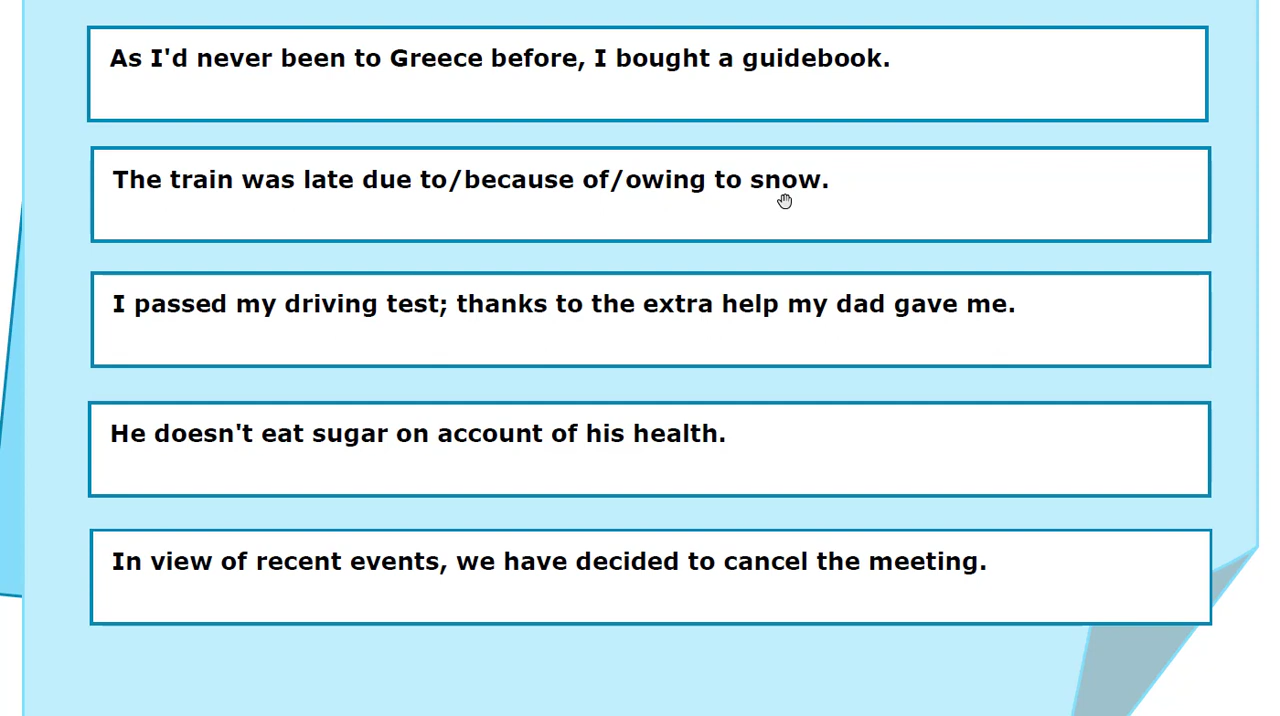 As I'd never been to Greece before, I bought a guidebook.
The train was late due to/because of/owing to snow.
I passed my driving test; thanks to the extra help my dad gave me.
He doesn't eat sugar on account of his health.
In view of recent events, we have decided to cancel the meeting.